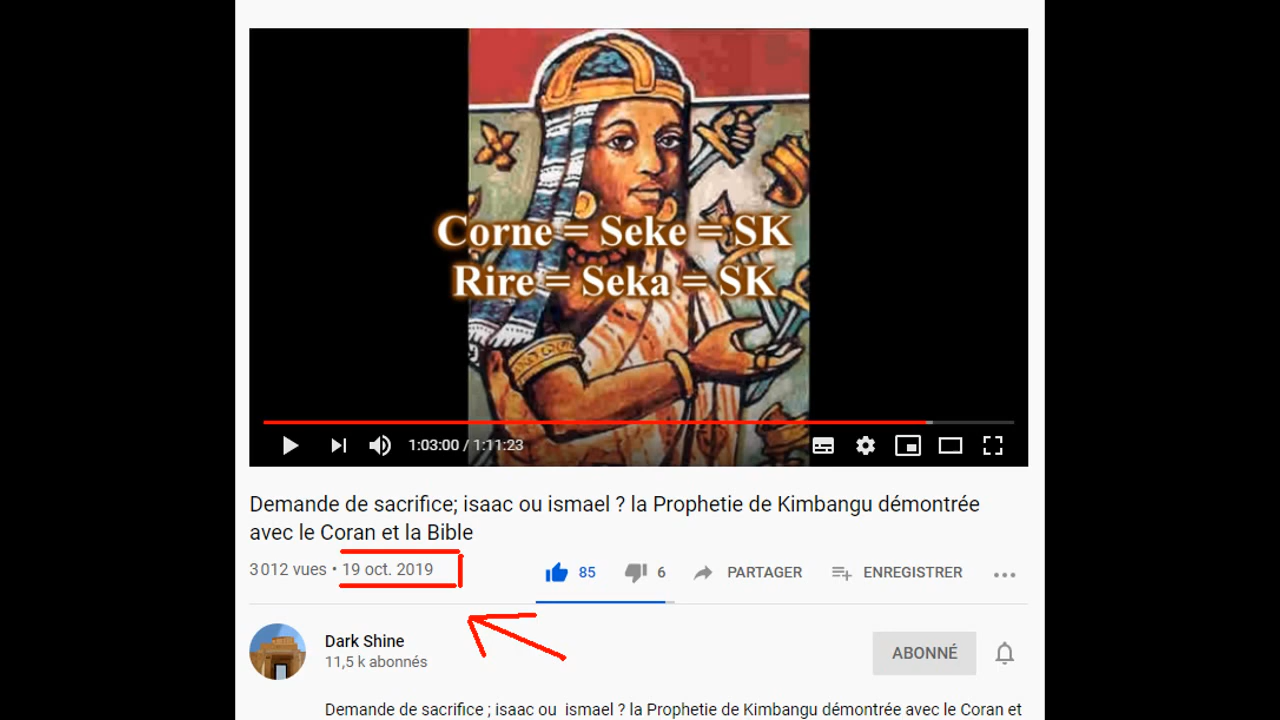 Corne = Seke = SK
Rire = Seka = SK
1:03:00 / 1:11:23
Demande de sacrifice; isaac ou ismael ? la Prophetie de Kimbangu démontrée
avec le Coran et la Bible
3 012 vues • 19 oct. 2019
85
6
PARTAGER
ENREGISTRER
Dark Shine
11,5 k abonnés
ABONNÉ
Demande de sacrifice ; isaac ou ismael ? la Prophetie de Kimbangu démontrée avec le Coran et